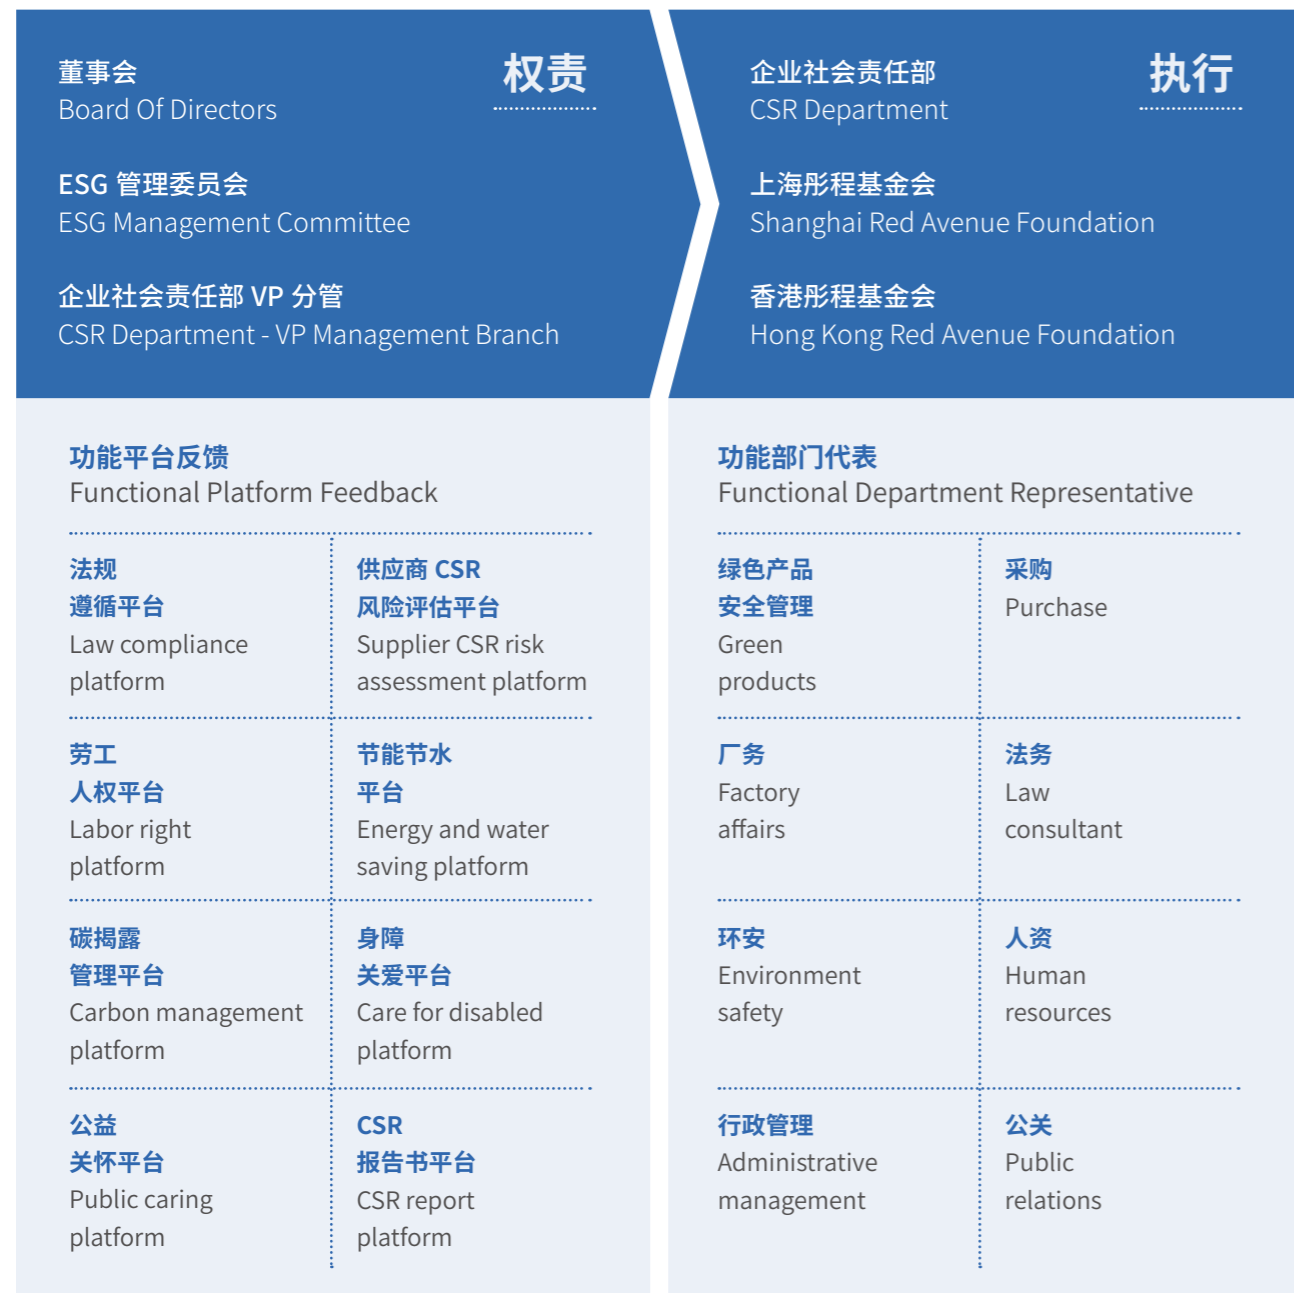 权责
董事会
Board Of Directors
ESG 管理委员会
ESG Management Committee
企业社会责任部 VP 分管
CSR Department - VP Management Branch
执行
企业社会责任部
CSR Department
上海彤程基金会
Shanghai Red Avenue Foundation
香港彤程基金会
Hong Kong Red Avenue Foundation
功能平台反馈
Functional Platform Feedback
法规
遵循平台
Law compliance
platform
供应商 CSR
风险评估平台
Supplier CSR risk
assessment platform
劳工
人权平台
Labor right
platform
节能节水
平台
Energy and water
saving platform
碳揭露
管理平台
Carbon management
platform
身障
关爱平台
Care for disabled
platform
公益
关怀平台
Public caring
platform
CSR
报告书平台
CSR report
platform
功能部门代表
Functional Department Representative
绿色产品
安全管理
Green
products
采购
Purchase
厂务
Factory
affairs
法务
Law
consultant
环安
Environment
safety
人资
Human
resources
行政管理
Administrative
management
公关
Public
relations